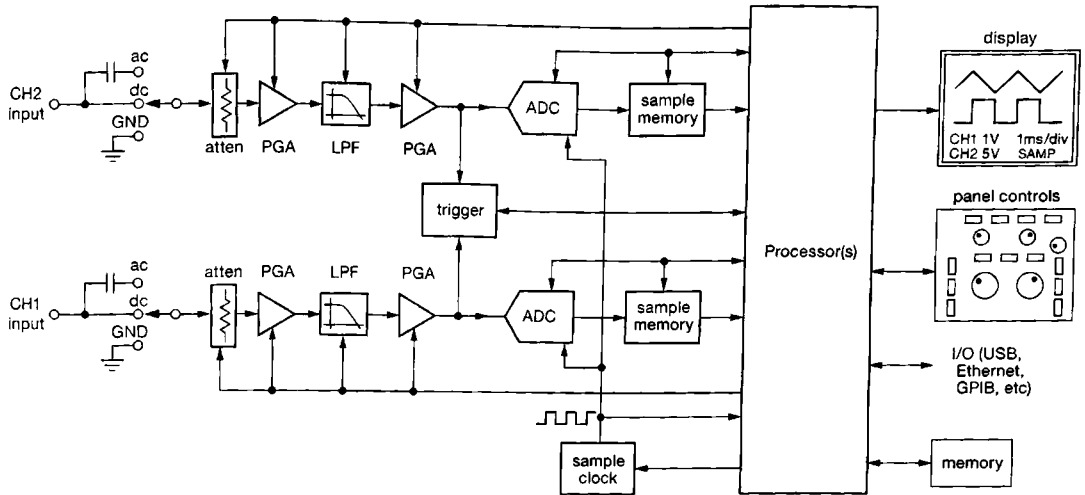 CH2
input
ac
dc
GND
atten
PGA
LPF
PGA
ADC
sample
memory
trigger
CH1
input
ac
dc
GND
atten
PGA
LPF
PGA
ADC
sample
memory
sample
clock
Processor(s)
display
CH1 1V 1ms/div
CH2 5V SAMP
panel controls
I/O (USB,
Ethernet,
GPIB, etc)
memory